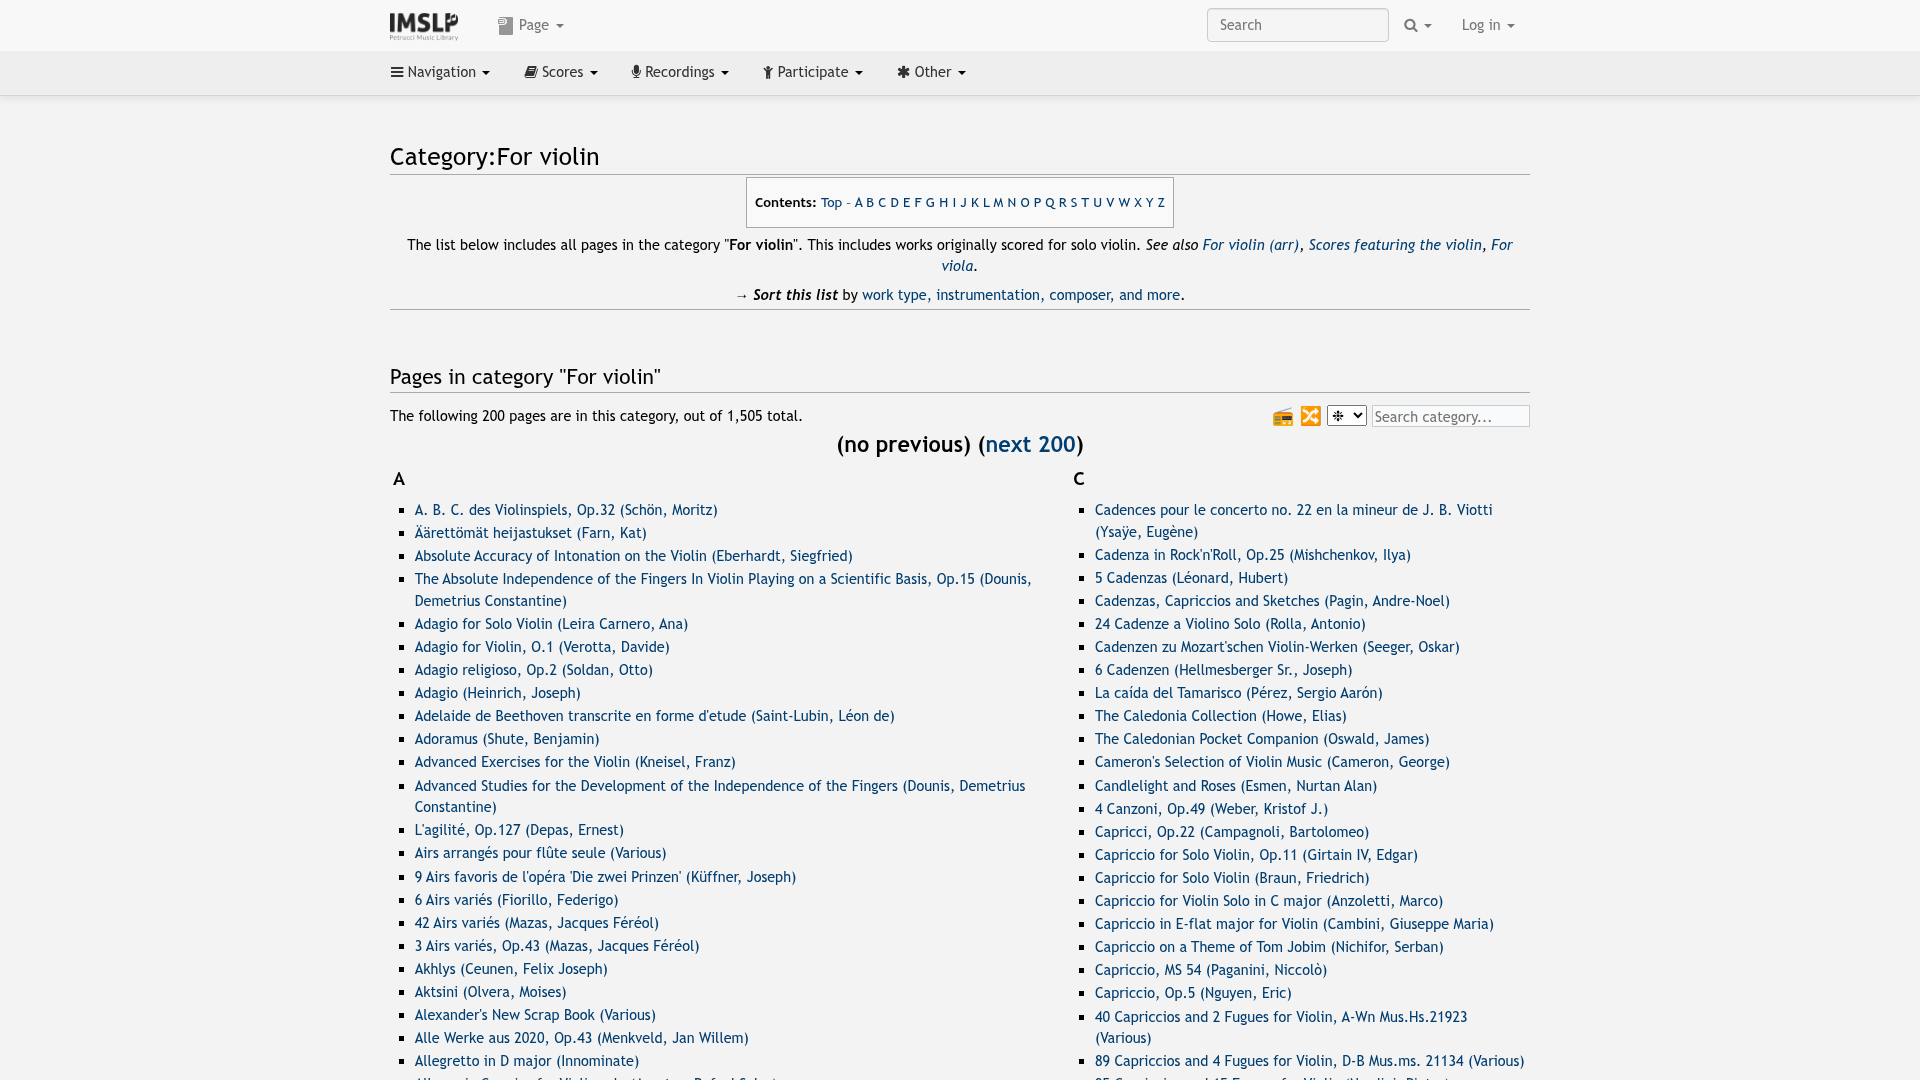 IMSLP
Petrucci Music Library
Page
Search
Log in
Navigation
Scores
Recordings
Participate
Other
Category:For violin
Contents: Top - A B C D E F G H I J K L M N O P Q R S T U V W X Y Z
The list below includes all pages in the category "For violin". This includes works originally scored for solo violin. See also For violin (arr), Scores featuring the violin, For
viola.
→ Sort this list by work type, instrumentation, composer, and more.
Pages in category "For violin"
The following 200 pages are in this category, out of 1,505 total.
Search category...
(no previous) (next 200)
A
A. B. C. des Violinspiels, Op.32 (Schön, Moritz)
Äärettömät heijastukset (Farn, Kat)
Absolute Accuracy of Intonation on the Violin (Eberhardt, Siegfried)
The Absolute Independence of the Fingers In Violin Playing on a Scientific Basis, Op.15 (Dounis,
Demetrius Constantine)
Adagio for Solo Violin (Leira Carnero, Ana)
Adagio for Violin, O.1 (Verotta, Davide)
Adagio religioso, Op.2 (Soldan, Otto)
Adagio (Heinrich, Joseph)
Adelaide de Beethoven transcrite en forme d'etude (Saint-Lubin, Léon de)
Adoramus (Shute, Benjamin)
Advanced Exercises for the Violin (Kneisel, Franz)
Advanced Studies for the Development of the Independence of the Fingers (Dounis, Demetrius
Constantine)
L'agilité, Op.127 (Depas, Ernest)
Airs arrangés pour flûte seule (Various)
9 Airs favoris de l'opéra 'Die zwei Prinzen' (Küffner, Joseph)
6 Airs variés (Fiorillo, Federigo)
42 Airs variés (Mazas, Jacques Féréol)
3 Airs variés, Op.43 (Mazas, Jacques Féréol)
Akhlys (Ceunen, Felix Joseph)
Aktsini (Olvera, Moises)
Alexander's New Scrap Book (Various)
Alle Werke aus 2020, Op.43 (Menkveld, Jan Willem)
Allegretto in D major (Innominate)
C
Cadences pour le concerto no. 22 en la mineur de J. B. Viotti
(Ysaÿe, Eugène)
Cadenza in Rock'n'Roll, Op.25 (Mishchenkov, Ilya)
5 Cadenzas (Léonard, Hubert)
Cadenzas, Capriccios and Sketches (Pagin, Andre-Noel)
24 Cadenze a Violino Solo (Rolla, Antonio)
Cadenzen zu Mozart'schen Violin-Werken (Seeger, Oskar)
6 Cadenzen (Hellmesberger Sr., Joseph)
La caída del Tamarisco (Pérez, Sergio Aarón)
The Caledonia Collection (Howe, Elias)
The Caledonian Pocket Companion (Oswald, James)
Cameron's Selection of Violin Music (Cameron, George)
Candlelight and Roses (Esmen, Nurtan Alan)
4 Canzoni, Op.49 (Weber, Kristof J.)
Capricci, Op.22 (Campagnoli, Bartolomeo)
Capriccio for Solo Violin, Op.11 (Girtain IV, Edgar)
Capriccio for Solo Violin (Braun, Friedrich)
Capriccio for Violin Solo in C major (Anzoletti, Marco)
Capriccio in E-flat major for Violin (Cambini, Giuseppe Maria)
Capriccio on a Theme of Tom Jobim (Nichifor, Serban)
Capriccio, MS 54 (Paganini, Niccolò)
Capriccio, Op.5 (Nguyen, Eric)
40 Capriccios and 2 Fugues for Violin, A-Wn Mus.Hs.21923
(Various)
89 Capriccios and 4 Fugues for Violin, D-B Mus.ms. 21134 (Various)